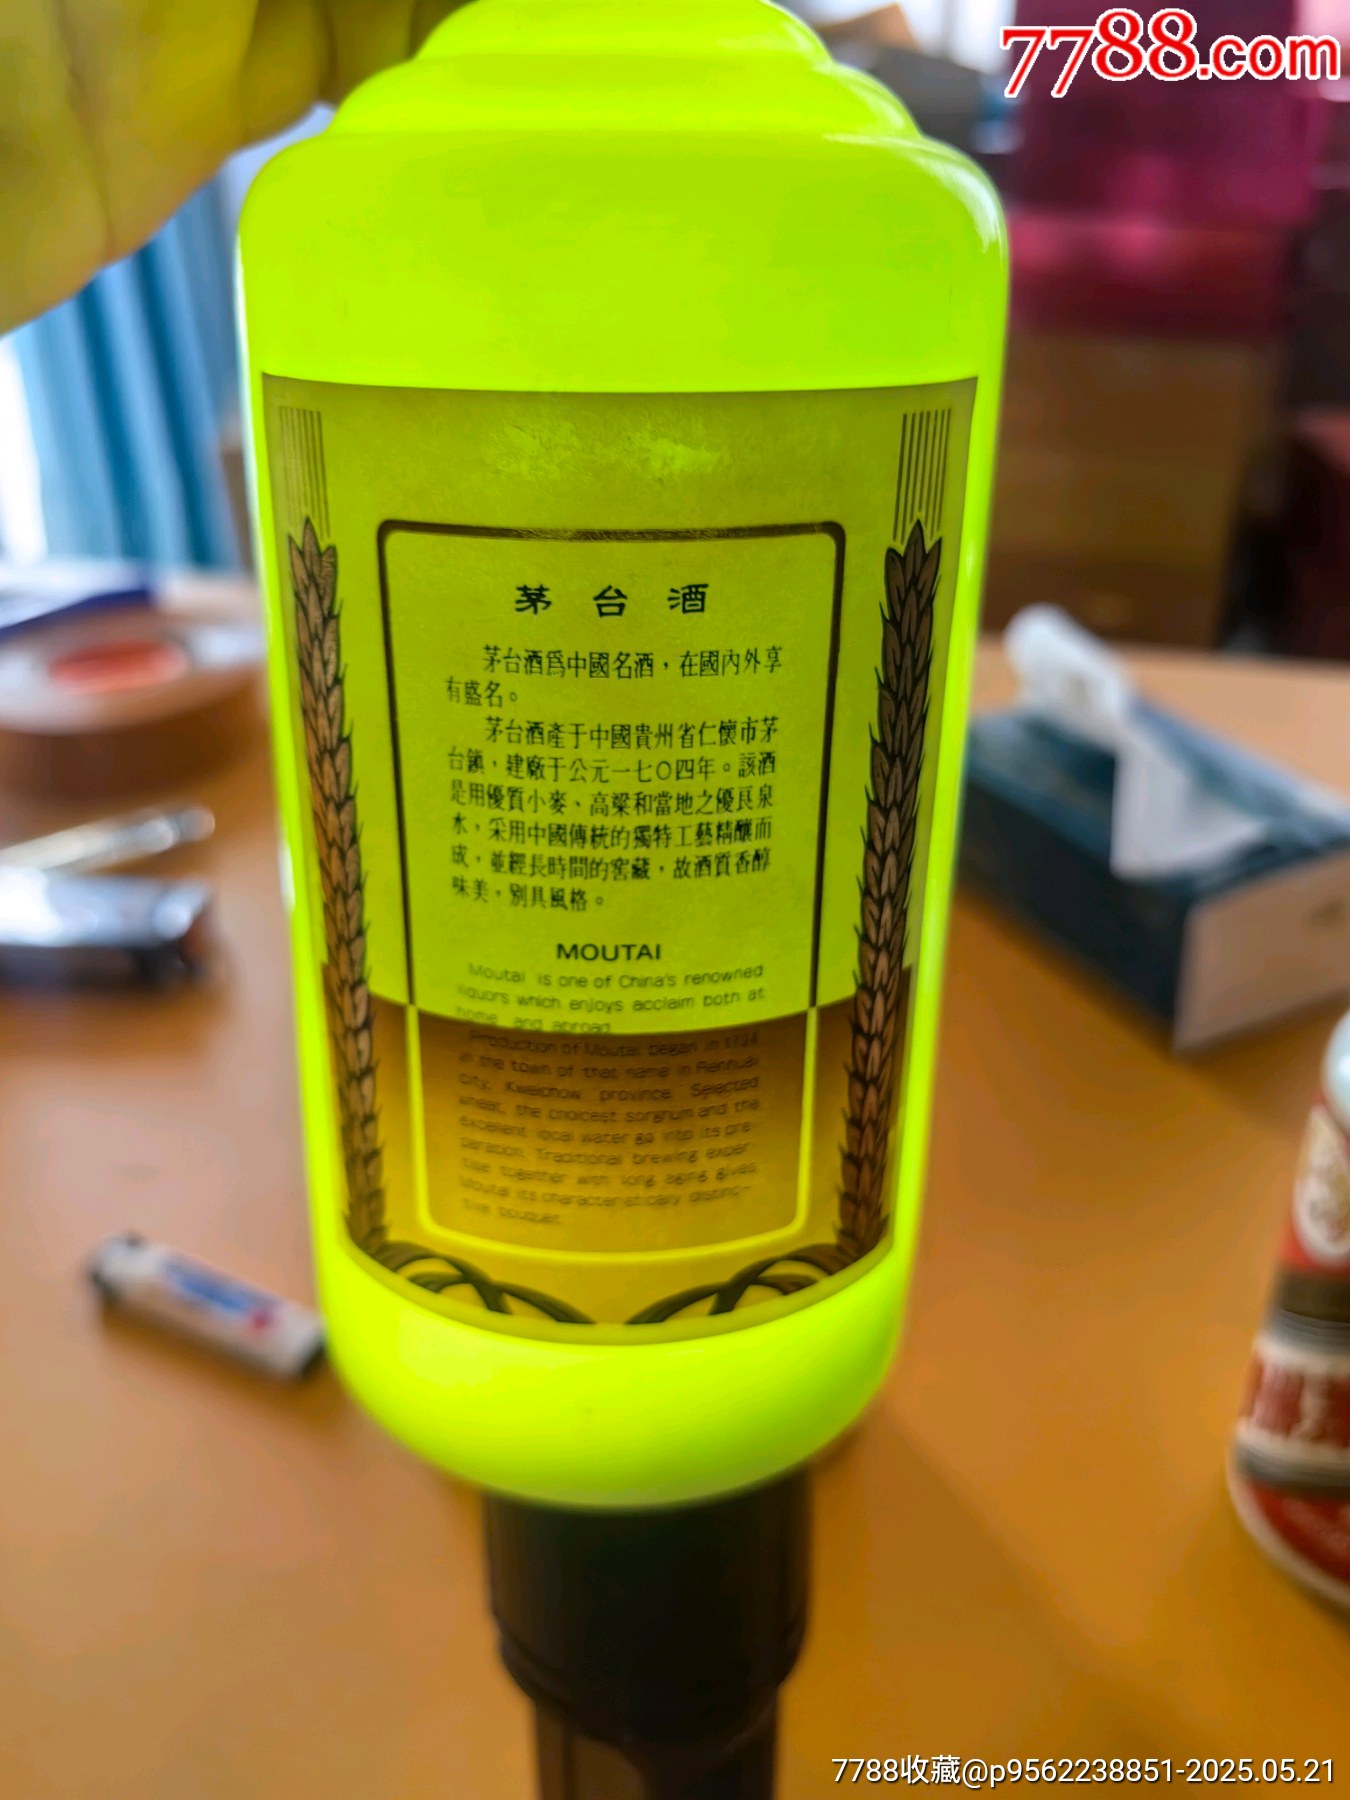 7788.com
茅台酒
茅台酒爲中國名酒，在國內外享
有盛名。
茅台酒產于中國貴州省仁懷市茅
台鎮，建廠于公元一七〇四年。該酒
是用優質小麥、高粱和當地之優良泉
水，采用中國傳統的獨特工藝精釀而
成，並經長時間的窖藏，故酒質香醇
味美，別具風格。
MOUTAI
Moutai is one of China's renowned
liquors which enjoys acclaim both at
home and abroad
Production of Moutai began in 1704
in the town of that name in Renhuai
city, Kweichow province. Selected
wheat, the choicest sorghum and the
excellent local water go into its pre-
paration. Traditional brewing exper-
tise together with long aging gives
Moutai its characteristically distinc-
tive bouquet.
7788收藏@p9562238851-2025.05.21